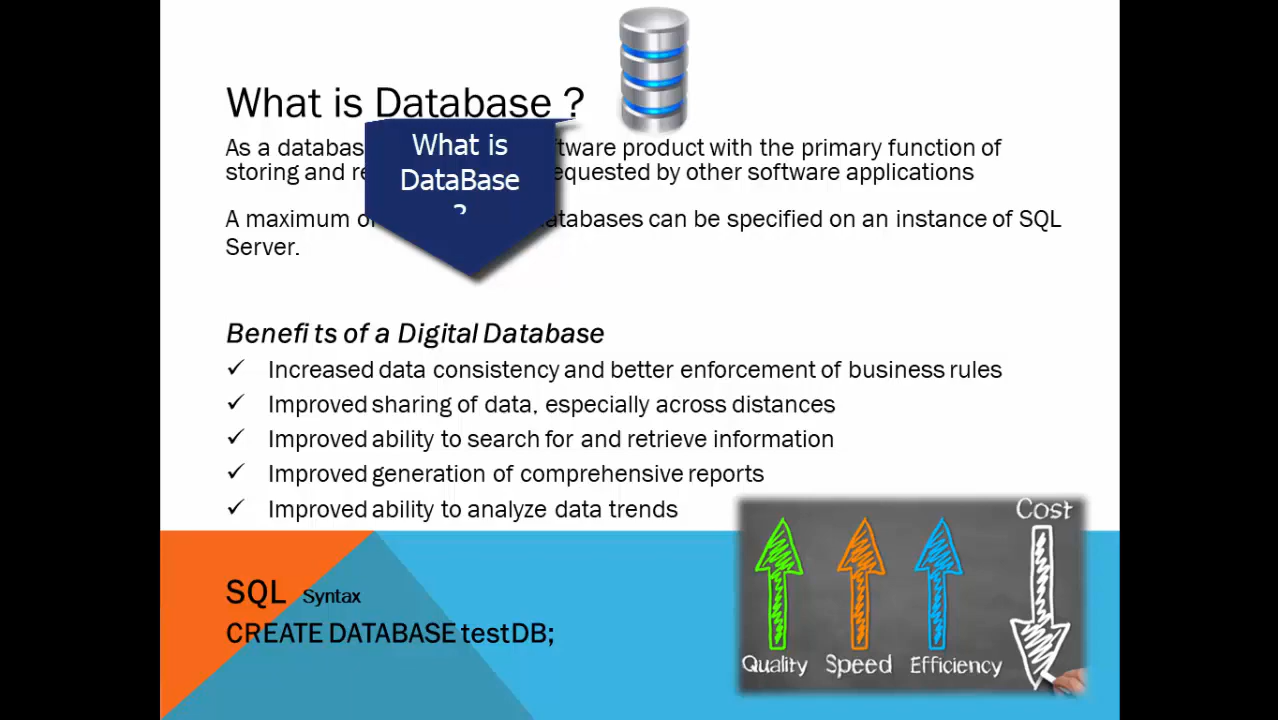 What is Database ?
As a databas
What is
DataBase
?
ftware product with the primary function of
storing and re
equested by other software applications
A maximum o
atabases can be specified on an instance of SQL
Server.
Benefits of a Digital Database
Increased data consistency and better enforcement of business rules
Improved sharing of data, especially across distances
Improved ability to search for and retrieve information
Improved generation of comprehensive reports
Improved ability to analyze data trends
Cost
Quality Speed Efficiency
SQL Syntax
CREATE DATABASE testDB;